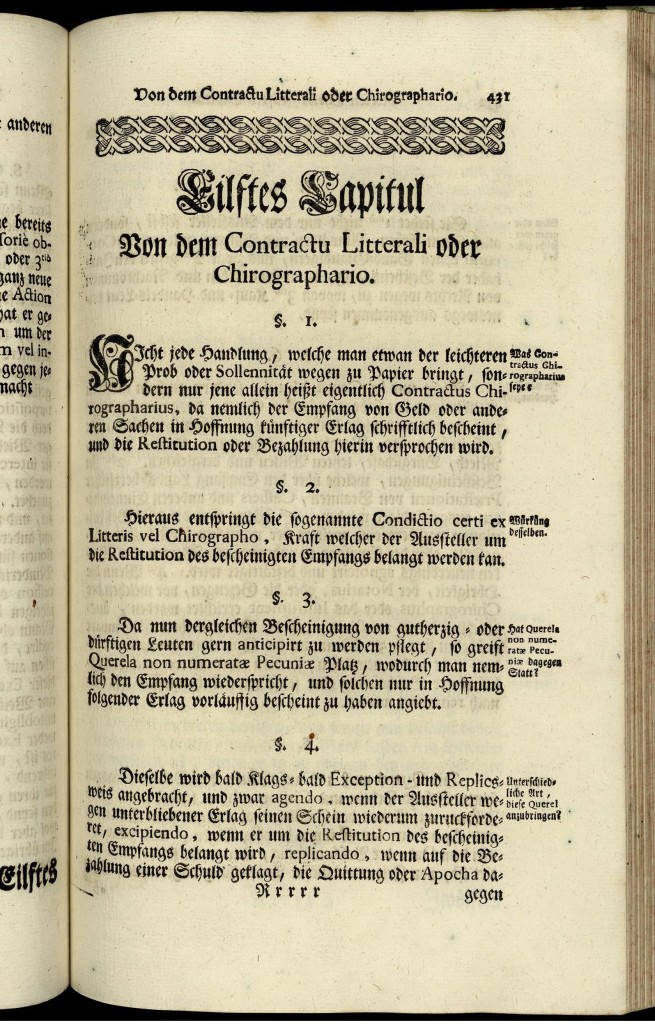 anderen
e bereits
ſoriè ob-
oder 3tiâ
ganz neue
e Action
hat er ge-
n um der
m vel in-
gegen je-
macht
Eilftes
Von dem Contractu Litterali oder Chirographario. 431
Eilftes Capitul
Von dem Contractu Litterali oder
Chirographario.
§. 1.
NIcht jede Handlung, welche man etwan der leichteren
Prob oder Sollennität wegen zu Papier bringt, ſon-
dern nur jene allein heißt eigentlich Contractus Chi-
rographarius, da nemlich der Empfang von Geld oder ande-
ren Sachen in Hoffnung künftiger Erlag ſchrifftlich beſcheint,
und die Reſtitution oder Bezahlung hierin verſprochen wird.
Was Con-
tractus Chi-
rographarius
ſeye?
§. 2.
Hieraus entſpringt die ſogenannte Condictio certi ex
Litteris vel Chirographo, Kraft welcher der Ausſteller um
die Reſtitution des beſcheinigten Empfangs belangt werden kan.
Würkung
deſſelben.
§. 3.
Da nun dergleichen Beſcheinigung von gutherzig- oder
dürftigen Leuten gern anticipirt zu werden pflegt, ſo greift
Querela non numeratæ Pecuniæ Platz, wodurch man nem-
lich den Empfang wiederſpricht, und ſolchen nur in Hoffnung
folgender Erlag vorläuffig beſcheint zu haben angiebt.
Hat Querela
non nume-
ratæ Pecu-
niæ dagegen
Statt?
§. 4.
Dieſelbe wird bald Klags- bald Exception- und Replics-
weis angebracht, und zwar agendo, wenn der Ausſteller we-
gen unterbliebener Erlag ſeinen Schein wiederum zuruckforde-
ret, excipiendo, wenn er um die Reſtitution des beſcheinig-
ten Empfangs belangt wird, replicando, wenn auf die Be-
zahlung einer Schuld geklagt, die Quittung oder Apocha da-
Unterſchied-
liche Art,
dieſe Querel
anzubringen?
Rrrrr gegen